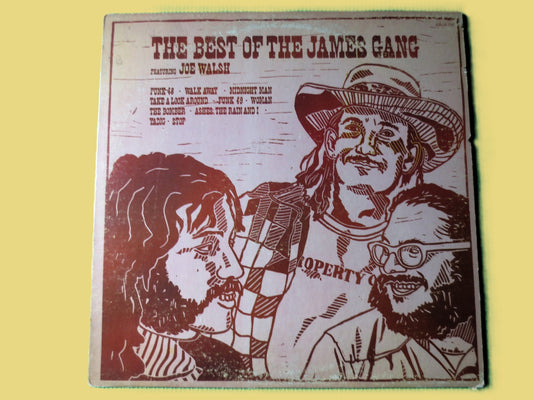 THE BEST OF THE JAMES GANG
FEATURING JOE WALSH
FUNK 48 · WALK AWAY · MIDNIGHT MAN
TAKE A LOOK AROUND · FUNK 49 · WOMAN
THE BOMBER · ASHES, THE RAIN AND I
YADIG · STOP
ROPERTY O